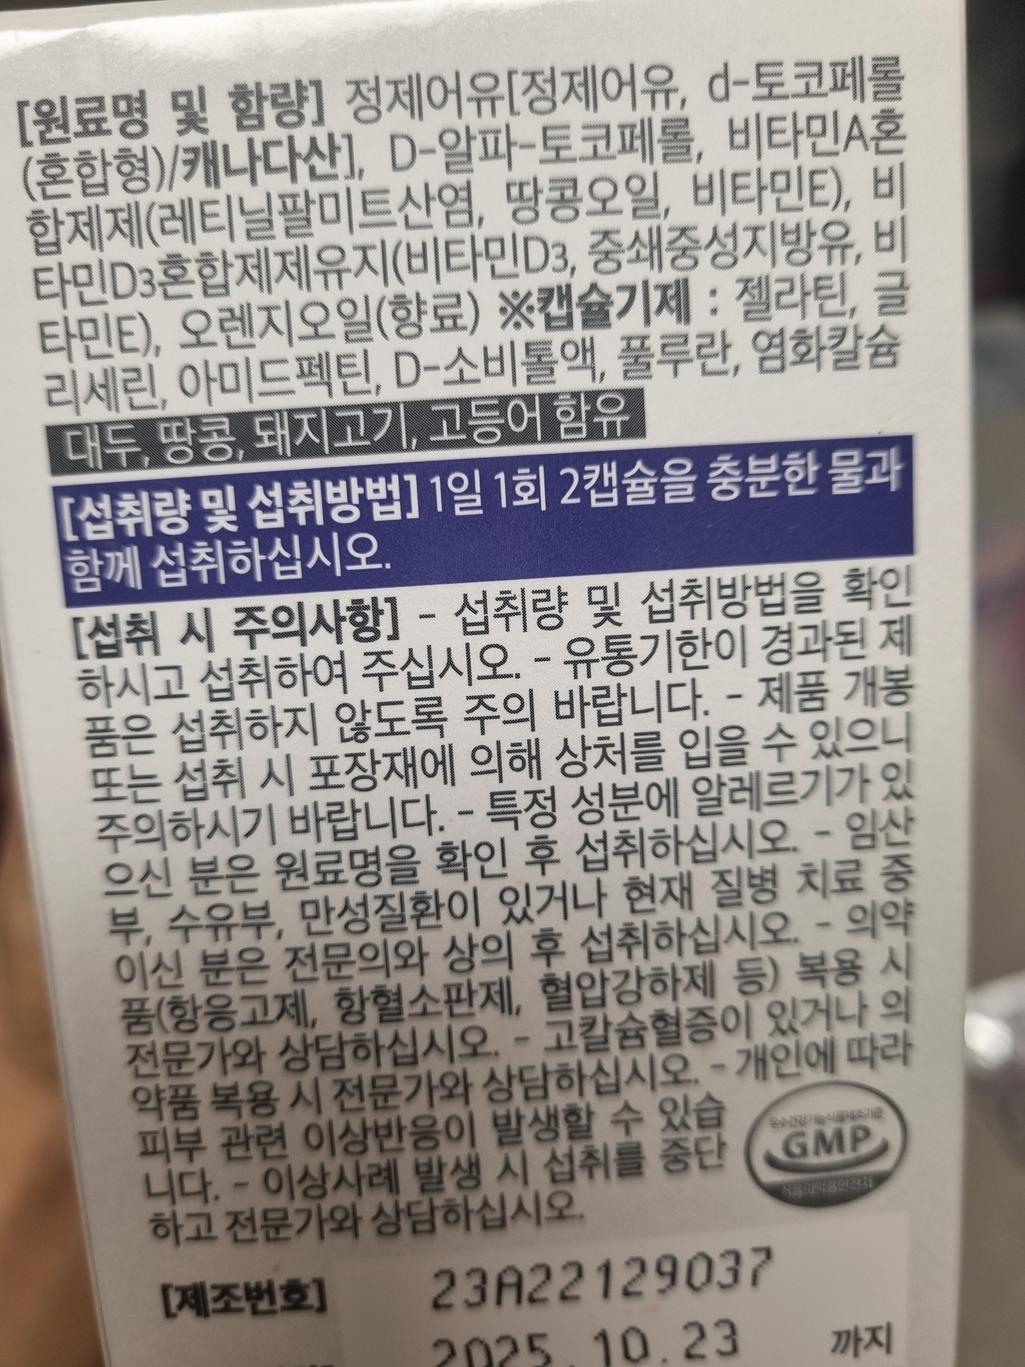 [원료명 및 함량] 정제어유[정제어유, d-토코페롤
(혼합형)/캐나다산], D-알파-토코페롤, 비타민A혼
합제제(레티닐팔미트산염, 땅콩오일, 비타민E), 비
타민D3혼합제제유지(비타민D3, 중쇄중성지방유, 비
타민E), 오렌지오일(향료) ※캡슐기제 : 젤라틴, 글
리세린, 아미드펙틴, D-소비톨액, 풀루란, 염화칼슘
대두, 땅콩, 돼지고기, 고등어 함유
[섭취량 및 섭취방법] 1일 1회 2캡슐을 충분한 물과
함께 섭취하십시오.
[섭취 시 주의사항] - 섭취량 및 섭취방법을 확인
하시고 섭취하여 주십시오. - 유통기한이 경과된 제
품은 섭취하지 않도록 주의 바랍니다. - 제품 개봉
또는 섭취 시 포장재에 의해 상처를 입을 수 있으니
주의하시기 바랍니다. - 특정 성분에 알레르기가 있
으신 분은 원료명을 확인 후 섭취하십시오. - 임산
부, 수유부, 만성질환이 있거나 현재 질병 치료 중
이신 분은 전문의와 상의 후 섭취하십시오. - 의약
품(항응고제, 항혈소판제, 혈압강하제 등) 복용 시
전문가와 상담하십시오. - 고칼슘혈증이 있거나 의
약품 복용 시 전문가와 상담하십시오. - 개인에 따라
피부 관련 이상반응이 발생할 수 있습
니다. - 이상사례 발생 시 섭취를 중단
하고 전문가와 상담하십시오.
우수건강기능식품제조기준
GMP
식품의약품안전처
[제조번호] 23A22129037
2025.10.23 까지